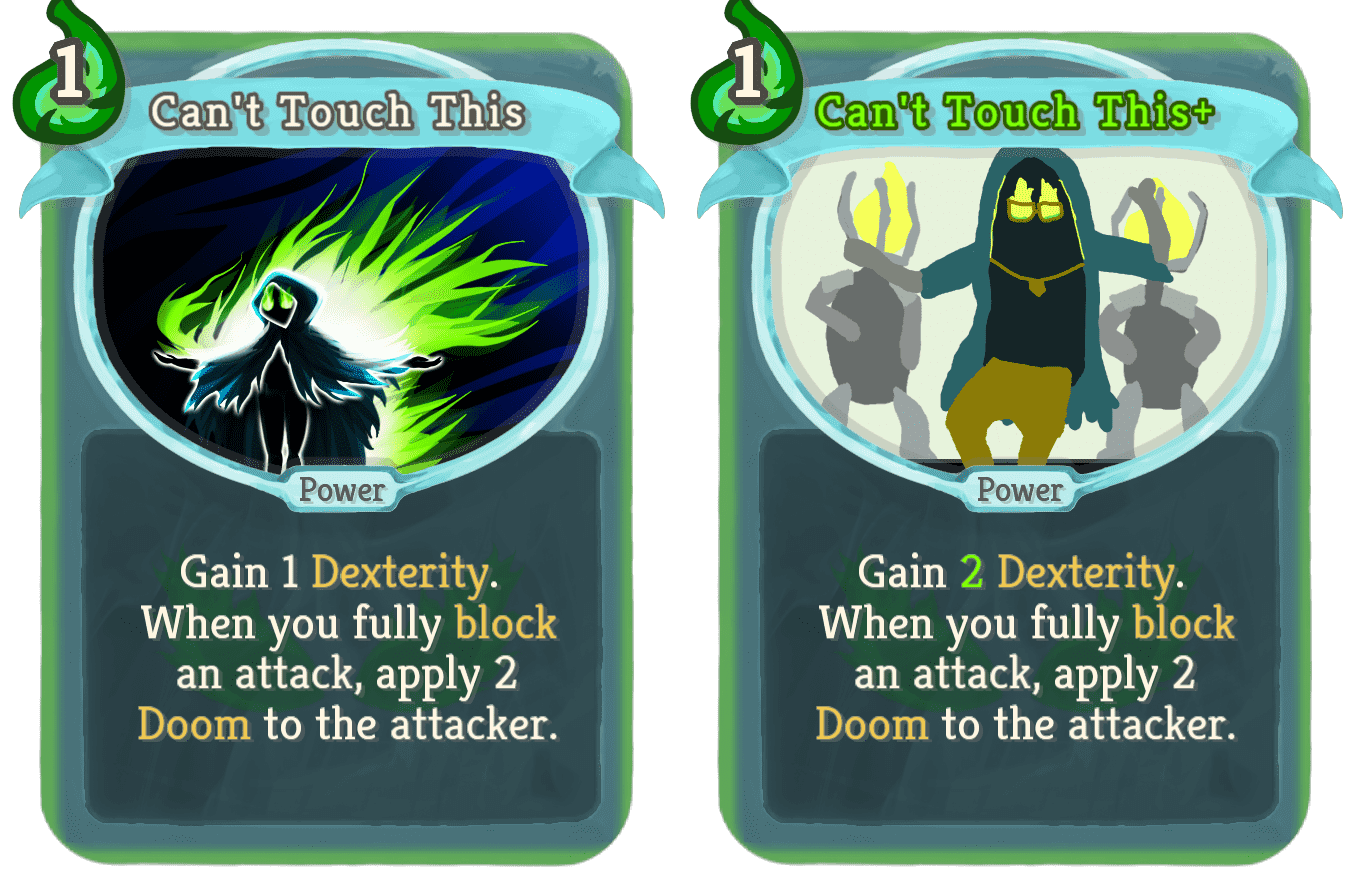 1
Can't Touch This
Power
Gain 1 Dexterity.
When you fully block
an attack, apply 2
Doom to the attacker.
1
Can't Touch This+
Power
Gain 2 Dexterity.
When you fully block
an attack, apply 2
Doom to the attacker.